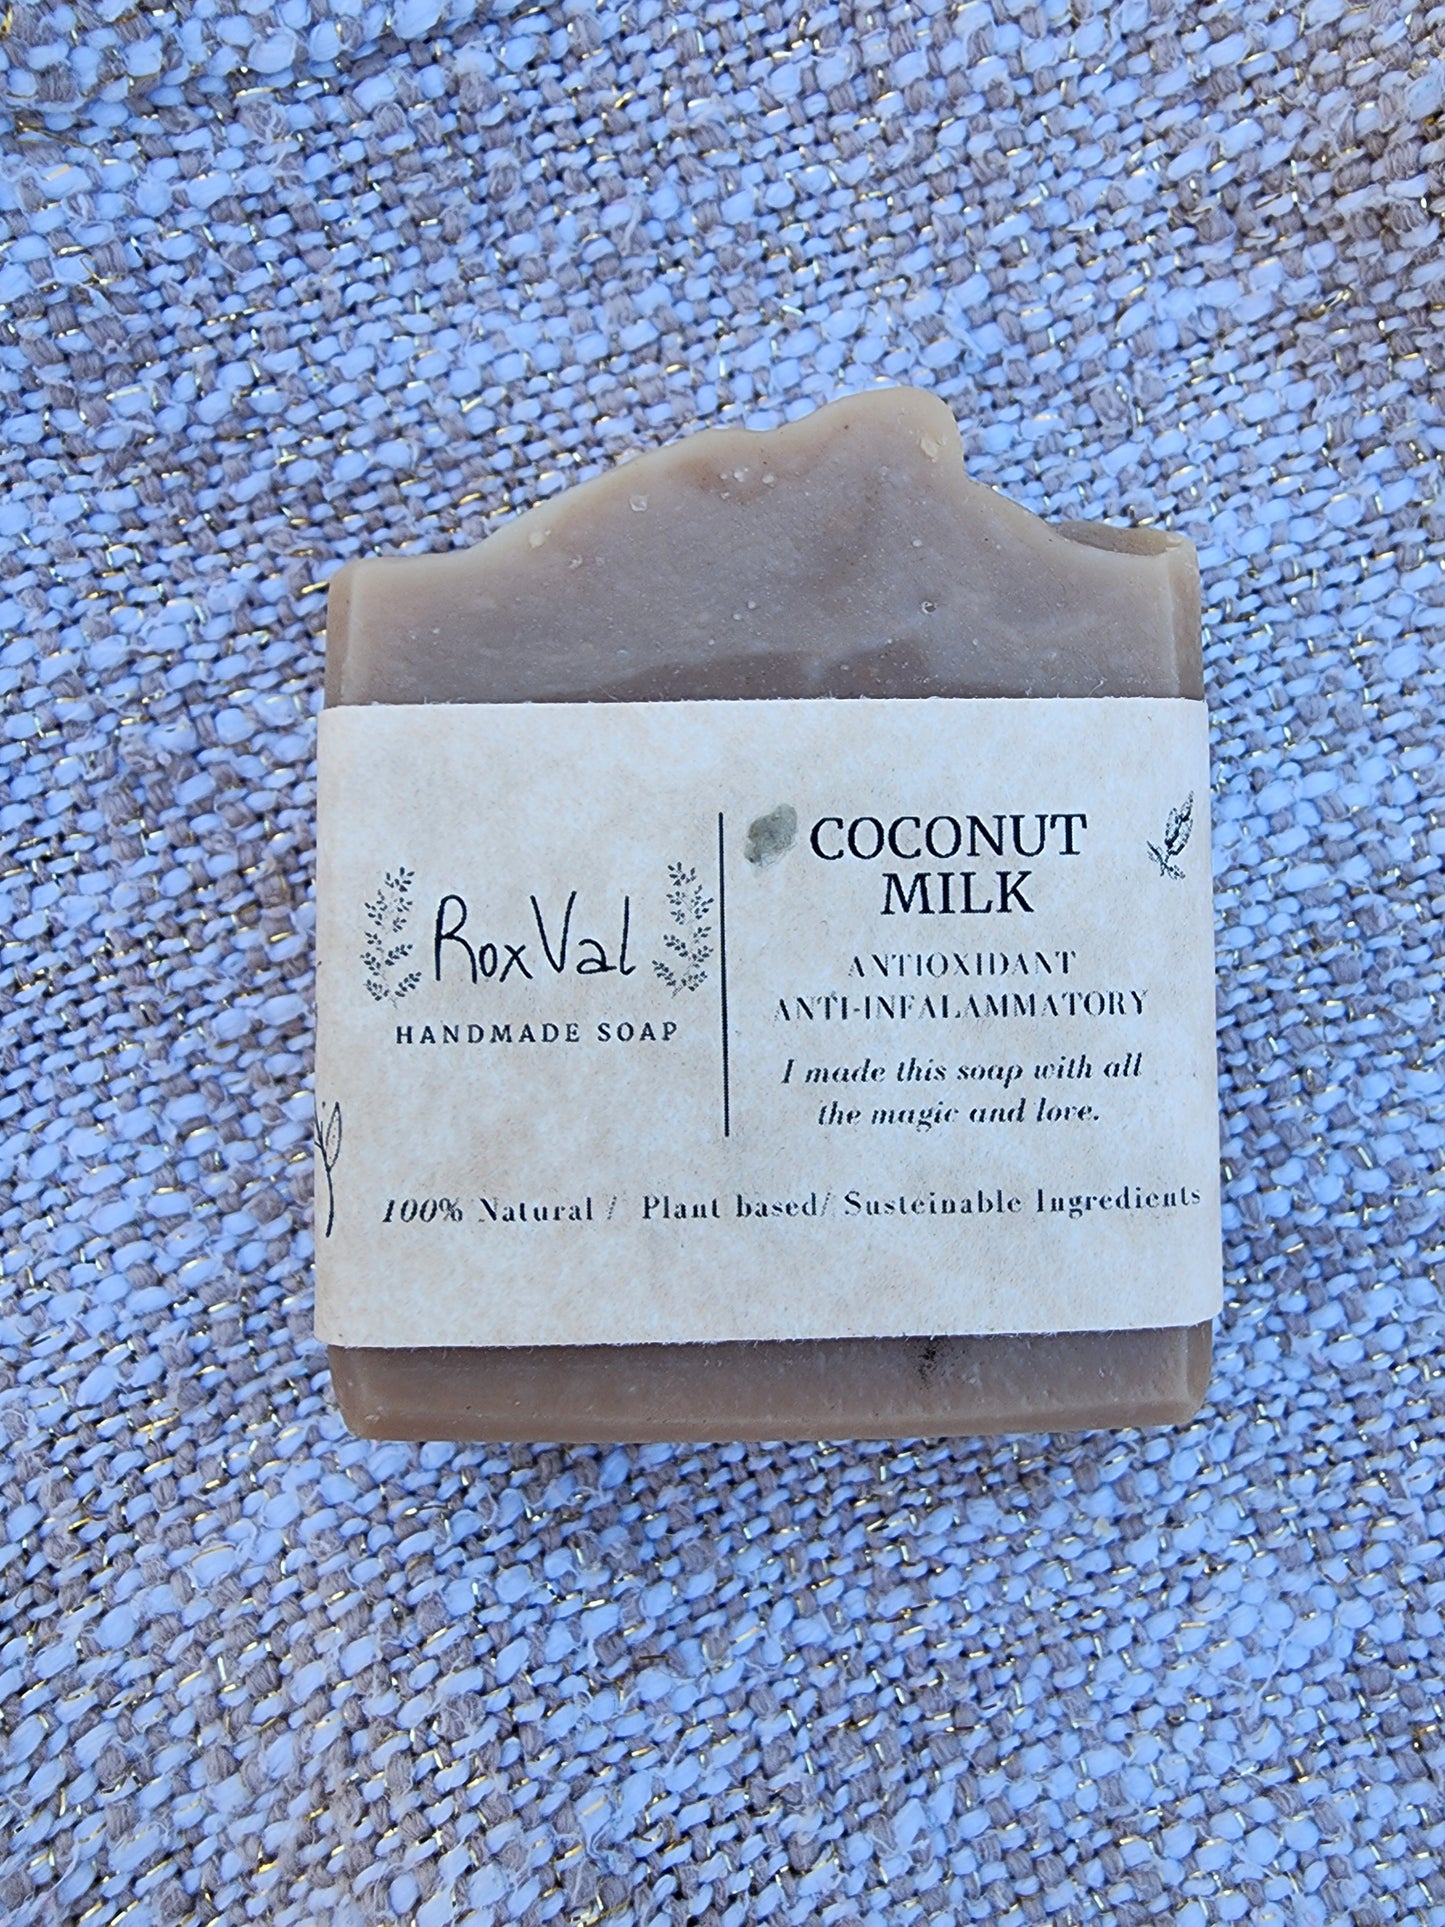 RoxVal
HANDMADE SOAP
COCONUT
MILK
ANTIOXIDANT
ANTI-INFALAMMATORY
I made this soap with all
the magic and love.
100% Natural / Plant based/ Susteinable Ingredients